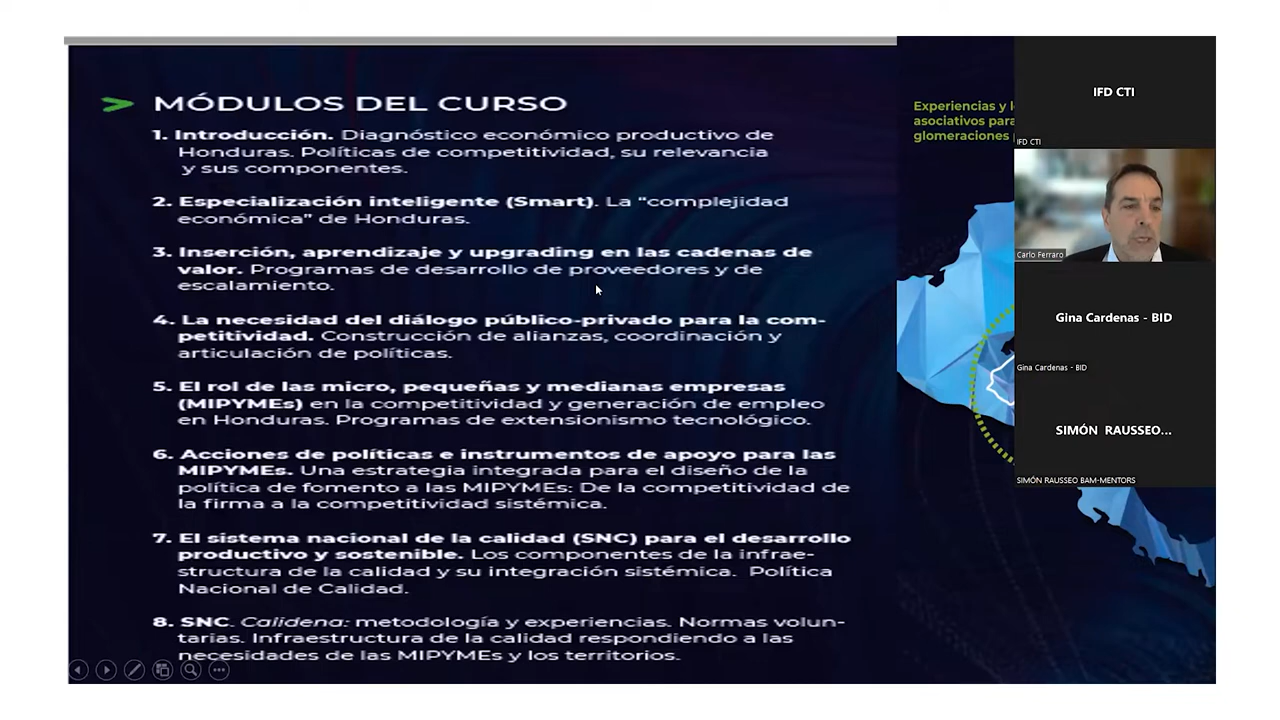 MÓDULOS DEL CURSO
1. Introducción. Diagnóstico económico productivo de
Honduras. Políticas de competitividad, su relevancia
y sus componentes.
2. Especialización inteligente (Smart). La “complejidad
económica” de Honduras.
3. Inserción, aprendizaje y upgrading en las cadenas de
valor. Programas de desarrollo de proveedores y de
escalamiento.
4. La necesidad del diálogo público-privado para la com-
petitividad. Construcción de alianzas, coordinación y
articulación de políticas.
5. El rol de las micro, pequeñas y medianas empresas
(MIPYMEs) en la competitividad y generación de empleo
en Honduras. Programas de extensionismo tecnológico.
6. Acciones de políticas e instrumentos de apoyo para las
MIPYMEs. Una estrategia integrada para el diseño de la
política de fomento a las MIPYMEs: De la competitividad de
la firma a la competitividad sistémica.
7. El sistema nacional de la calidad (SNC) para el desarrollo
productivo y sostenible. Los componentes de la infrae-
structura de la calidad y su integración sistémica. Política
Nacional de Calidad.
8. SNC. Calidena: metodología y experiencias. Normas volun-
tarias. Infraestructura de la calidad respondiendo a las
necesidades de las MIPYMEs y los territorios.
Experiencias y
asociativos para
glomeraciones
IFD CTI
IFD CTI
Carlo Ferraro
Gina Cardenas - BID
Gina Cardenas - BID
SIMÓN RAUSSEO...
SIMÓN RAUSSEO BAM-MENTORS